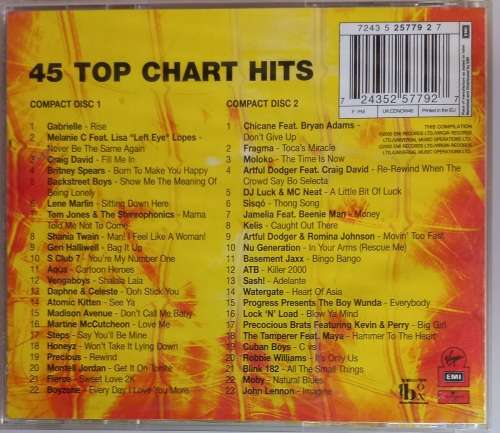 7243 5 25779 2 7
45 TOP CHART HITS
7 24352 57792 7
F: PM UK:CDNOW45 Printed in the EU
COMPACT DISC 1
1 Gabrielle - Rise
2 Melanie C Feat. Lisa "Left Eye" Lopes -
Never Be The Same Again
3 Craig David - Fill Me In
4 Britney Spears - Born To Make You Happy
5 Backstreet Boys - Show Me The Meaning Of
Being Lonely
6 Lene Marlin - Sitting Down Here
7 Tom Jones & The Stereophonics - Mama
Told Me Not To Come
8 Shania Twain - Man! I Feel Like A Woman!
9 Geri Halliwell - Bag It Up
10 S Club 7 - You're My Number One
11 Aqua - Cartoon Heroes
12 Vengaboys - Shalala Lala
13 Daphne & Celeste - Ooh Stick You
14 Atomic Kitten - See Ya
15 Madison Avenue - Don't Call Me Baby
16 Martine McCutcheon - Love Me
17 Steps - Say You'll Be Mine
18 Honeyz - Won't Take It Lying Down
19 Precious - Rewind
20 Montell Jordan - Get It On Tonite
21 Fierce - Sweet Love 2K
22 Boyzone - Every Day I Love You More
COMPACT DISC 2
1 Chicane Feat. Bryan Adams -
Don't Give Up
2 Fragma - Toca's Miracle
3 Moloko - The Time Is Now
4 Artful Dodger Feat. Craig David - Re-Rewind When The
Crowd Say Bo Selecta
5 DJ Luck & MC Neat - A Little Bit Of Luck
6 Sisqó - Thong Song
7 Jamelia Feat. Beenie Man - Money
8 Kelis - Caught Out There
9 Artful Dodger & Romina Johnson - Movin' Too Fast
10 Nu Generation - In Your Arms (Rescue Me)
11 Basement Jaxx - Bingo Bango
12 ATB - Killer 2000
13 Sash! - Adelante
14 Watergate - Heart Of Asia
15 Progress Presents The Boy Wunda - Everybody
16 Lock 'N' Load - Blow Ya Mind
17 Precocious Brats Featuring Kevin & Perry - Big Girl
18 The Tamperer Feat. Maya - Hammer To The Heart
19 Cuban Boys - C vs I
20 Robbie Williams - It's Only Us
21 Blink 182 - All The Small Things
22 Moby - Natural Blues
23 John Lennon - Imagine
THIS COMPILATION
Virgin
EMI